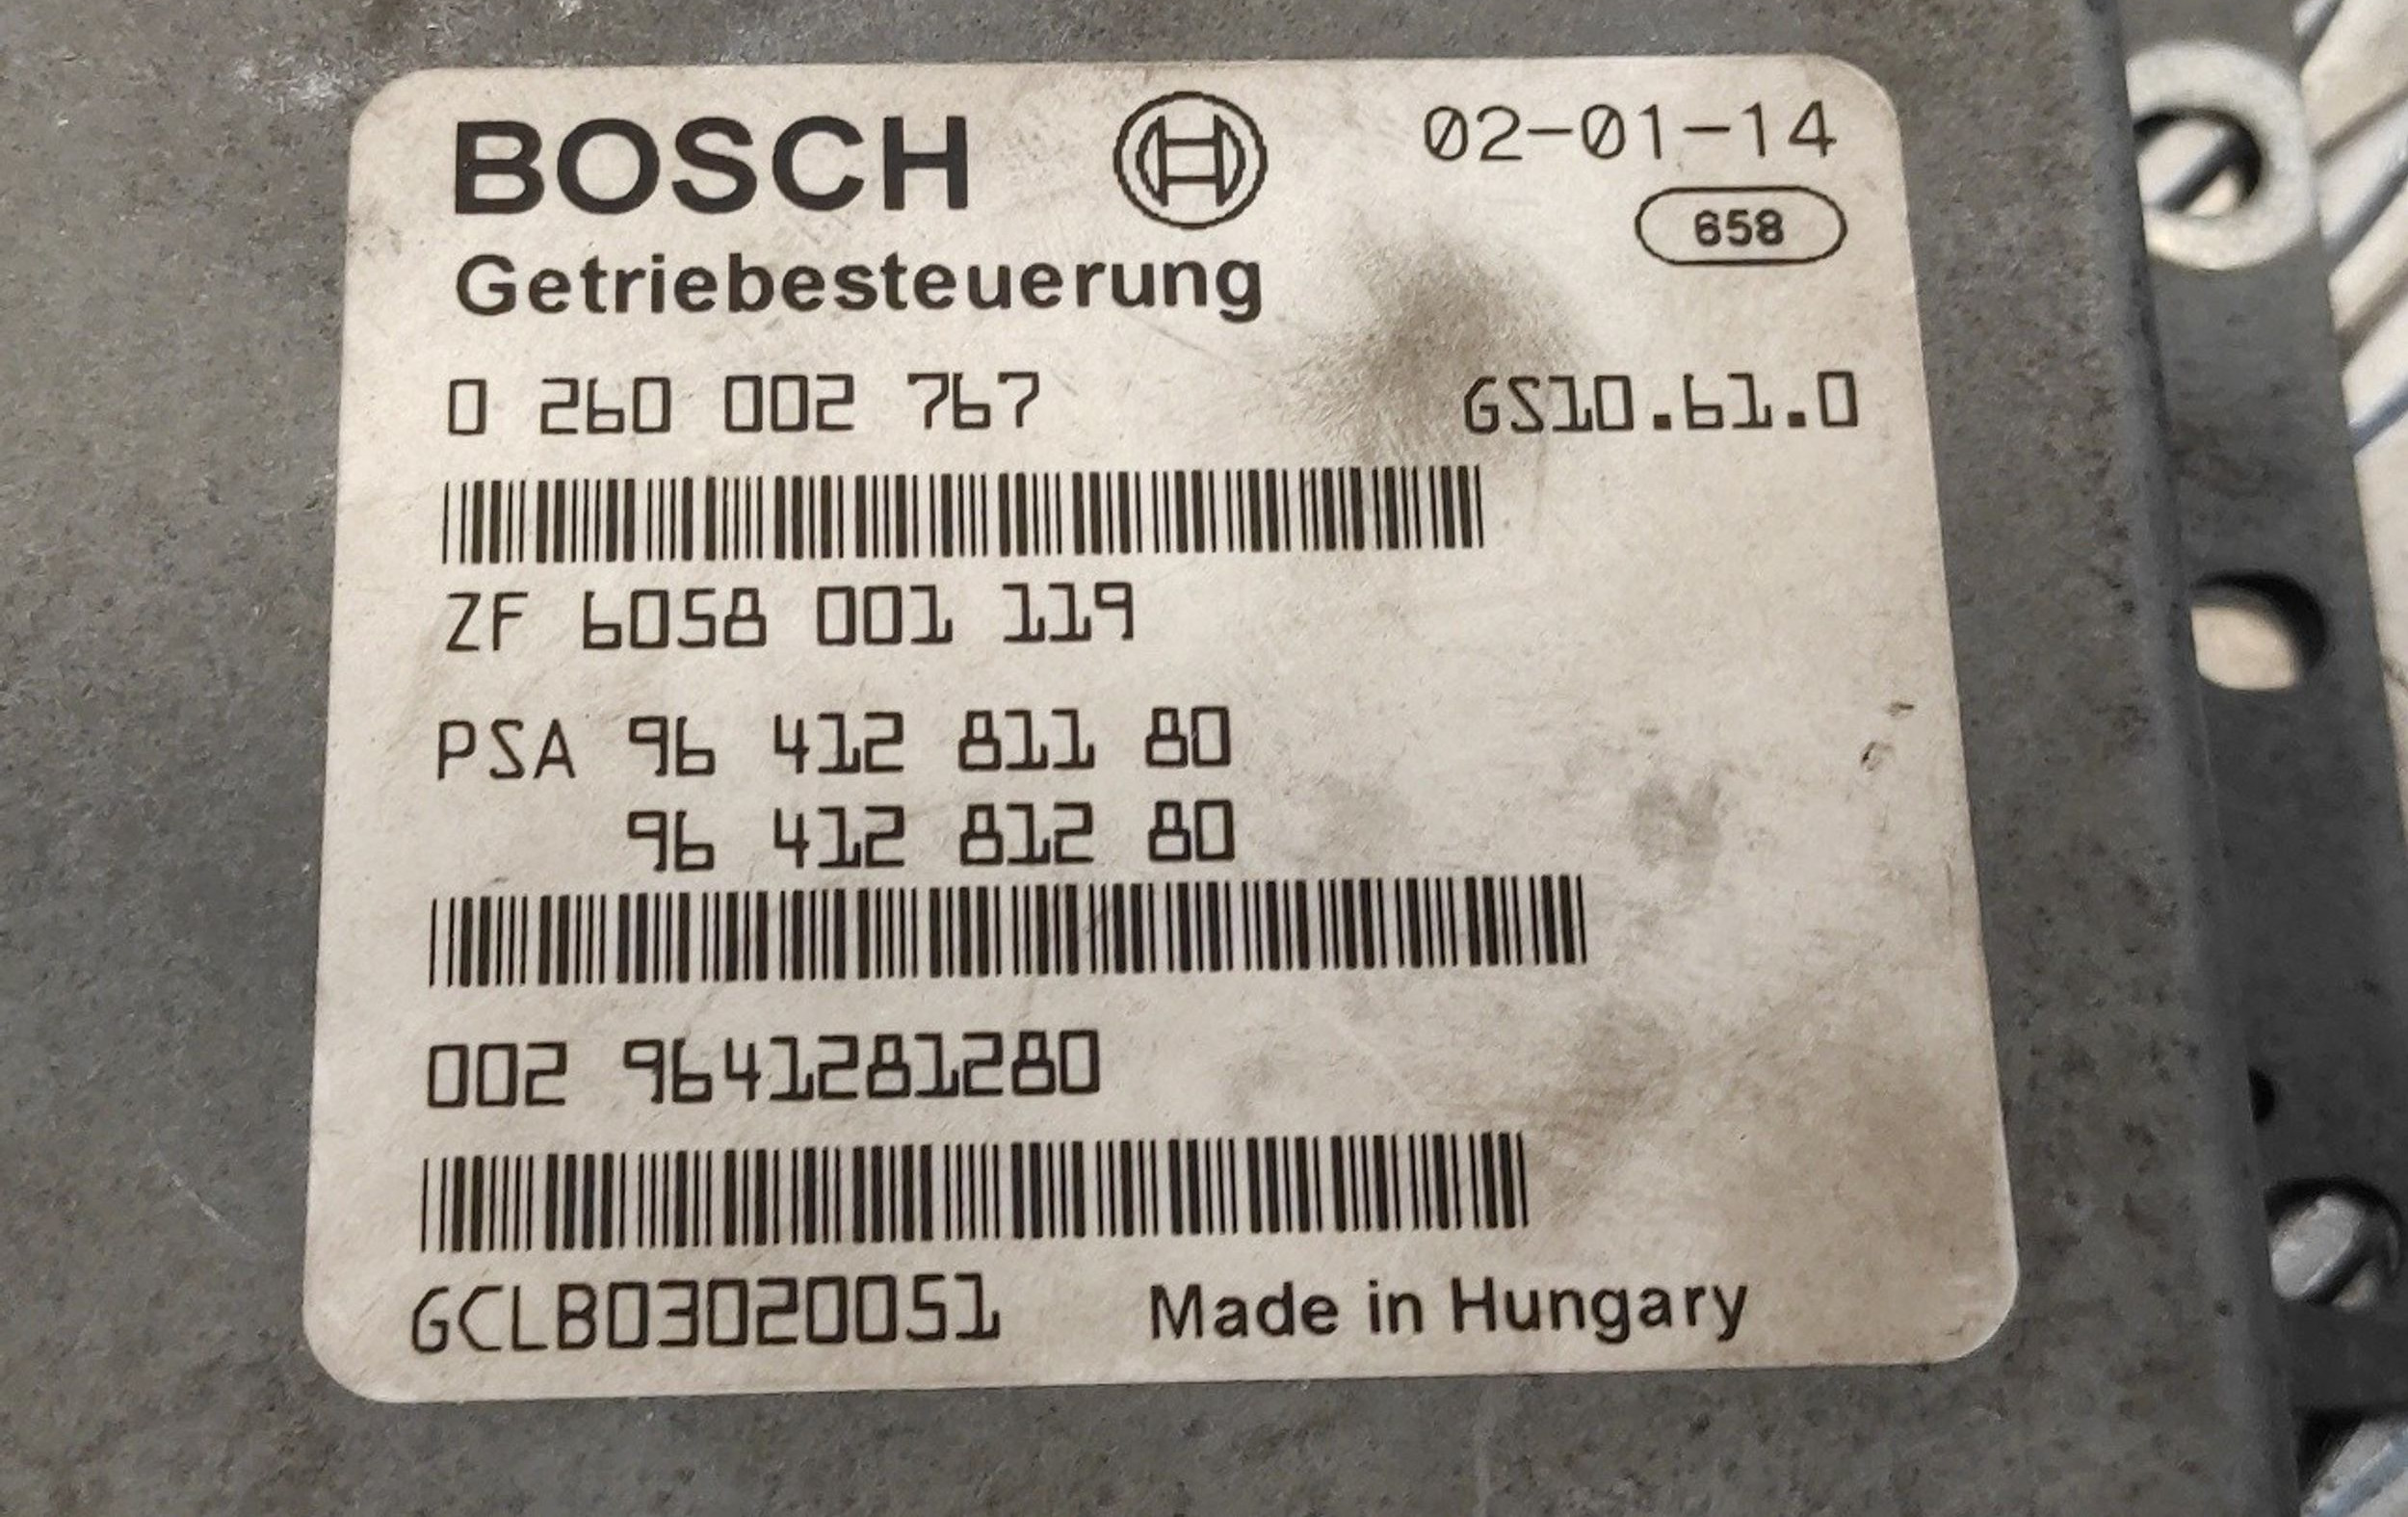 BOSCH 02-01-14
658
Getriebesteuerung
0 260 002 767 GS10.61.0
ZF 6058 001 119
PSA 96 412 811 80
96 412 812 80
002 9641281280
GCLB03020051 Made in Hungary